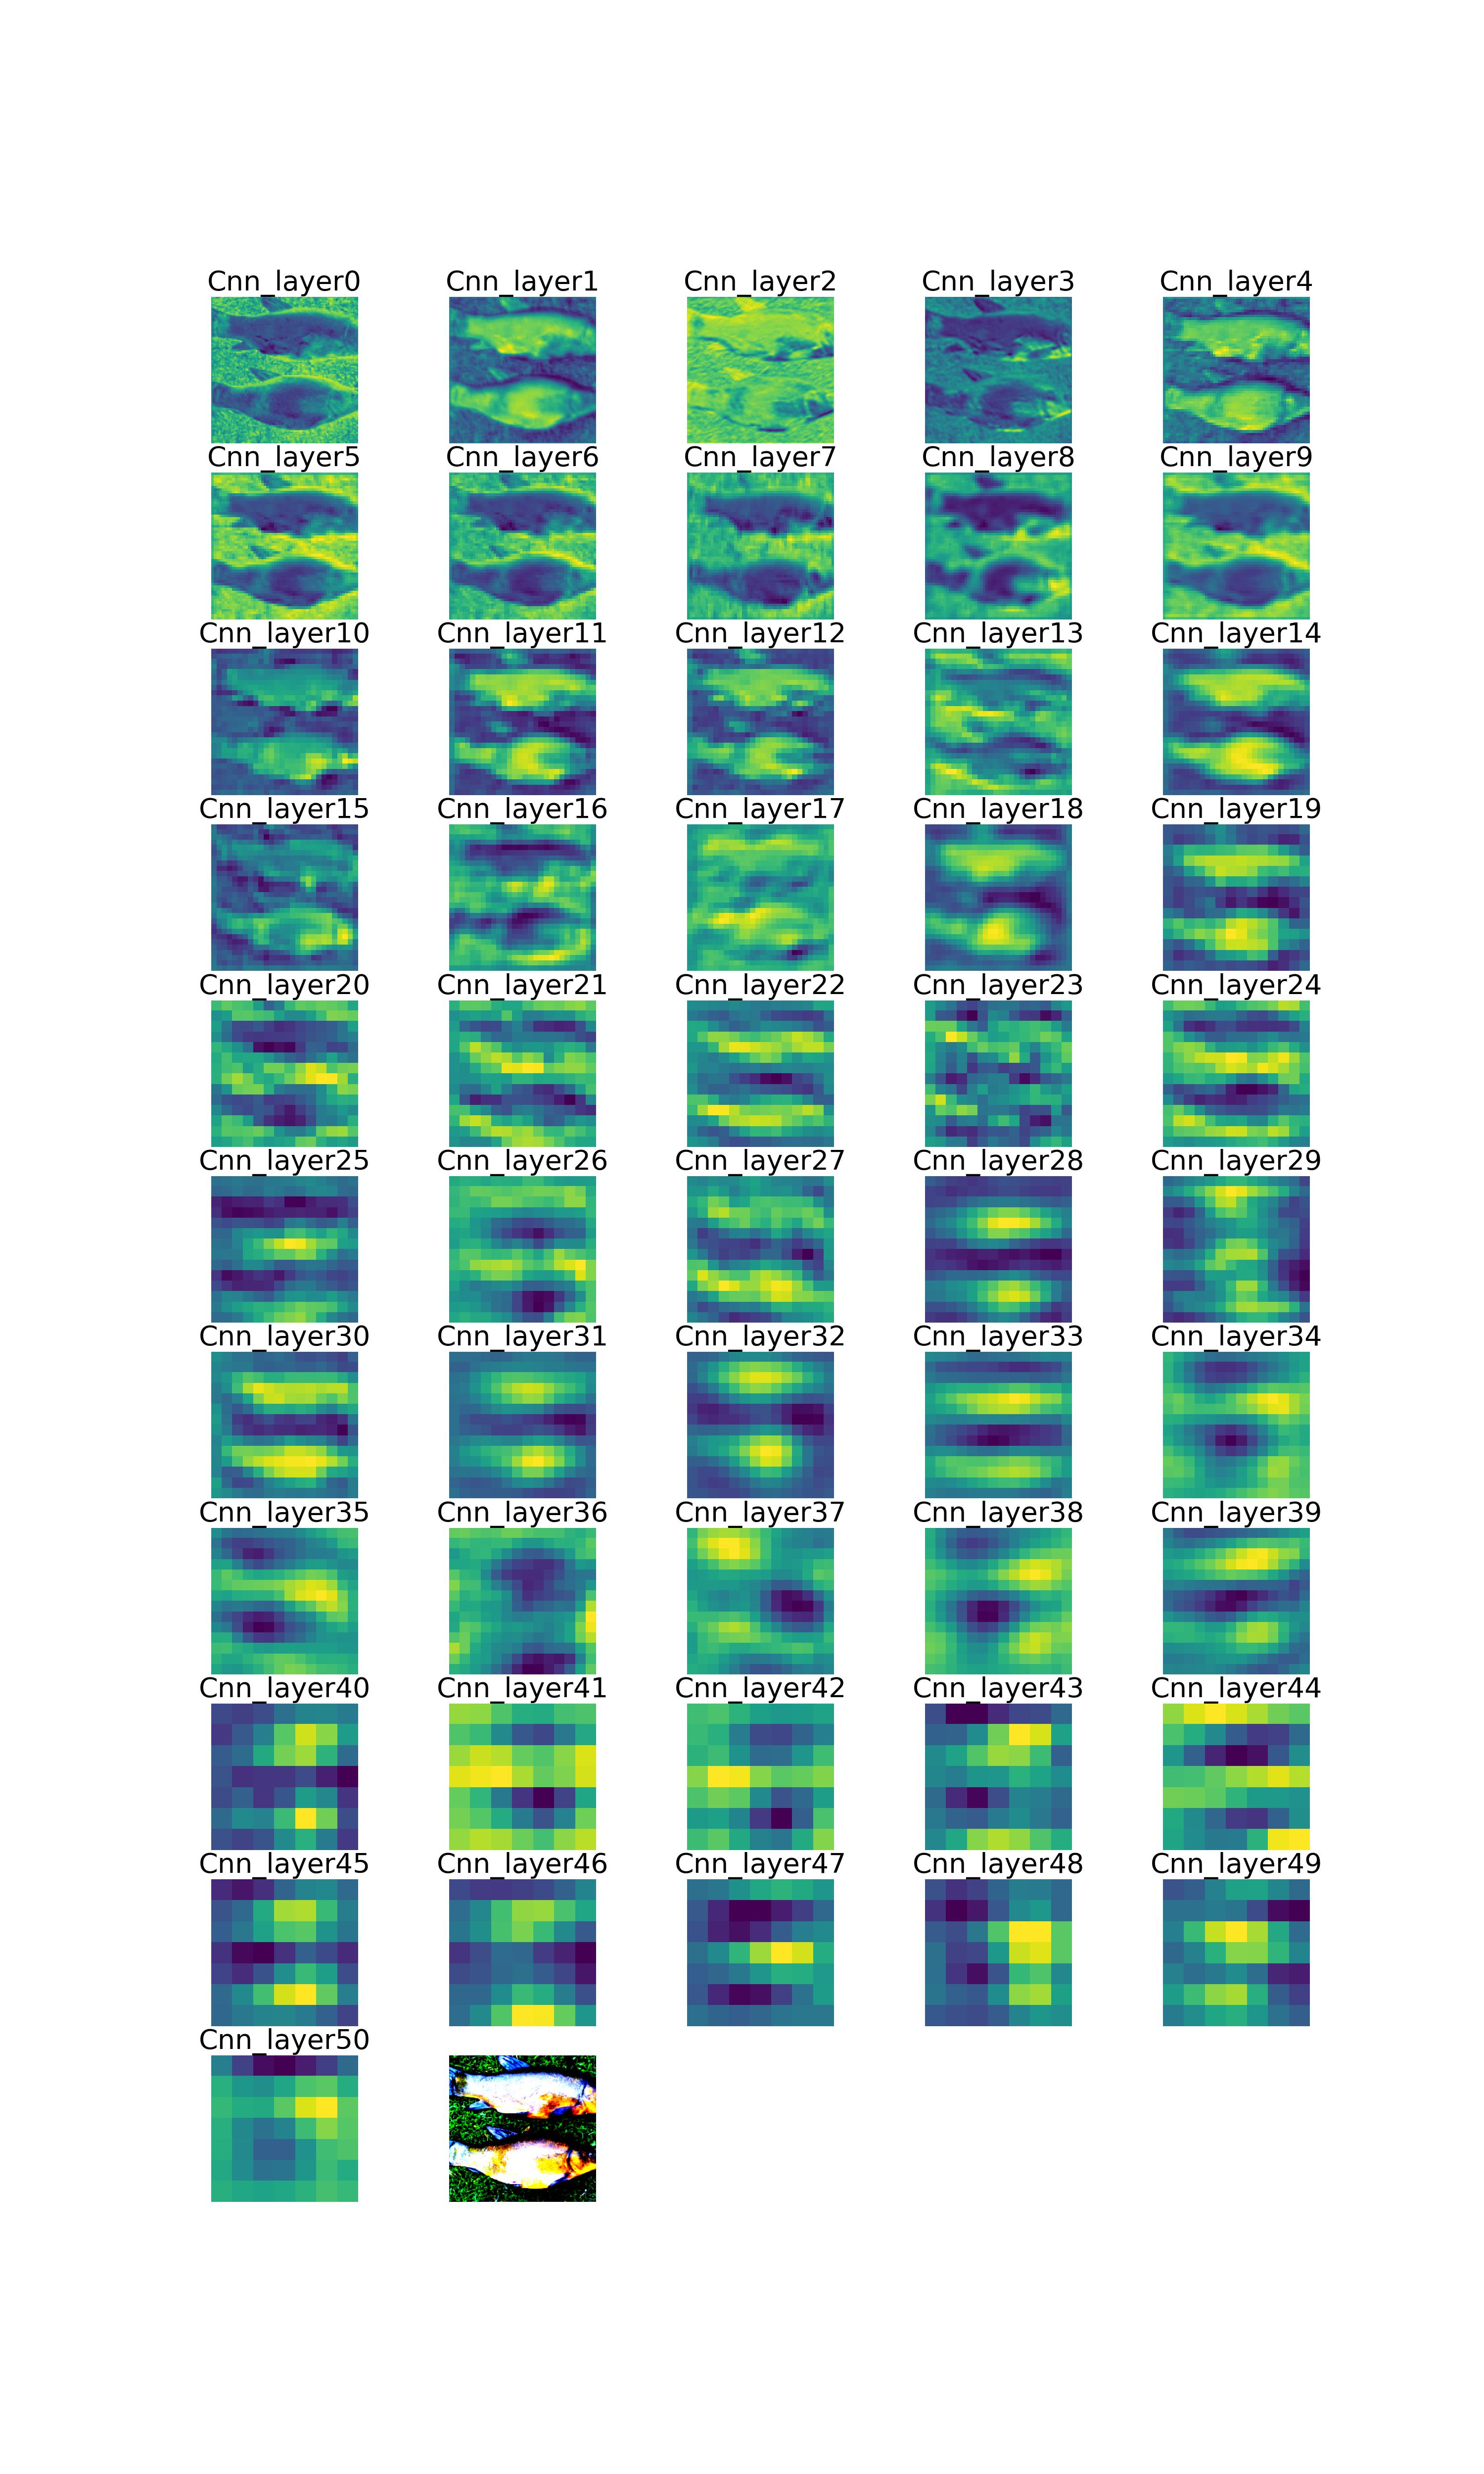 Cnn_layer0 Cnn_layer1 Cnn_layer2 Cnn_layer3 Cnn_layer4
Cnn_layer5 Cnn_layer6 Cnn_layer7 Cnn_layer8 Cnn_layer9
Cnn_layer10 Cnn_layer11 Cnn_layer12 Cnn_layer13 Cnn_layer14
Cnn_layer15 Cnn_layer16 Cnn_layer17 Cnn_layer18 Cnn_layer19
Cnn_layer20 Cnn_layer21 Cnn_layer22 Cnn_layer23 Cnn_layer24
Cnn_layer25 Cnn_layer26 Cnn_layer27 Cnn_layer28 Cnn_layer29
Cnn_layer30 Cnn_layer31 Cnn_layer32 Cnn_layer33 Cnn_layer34
Cnn_layer35 Cnn_layer36 Cnn_layer37 Cnn_layer38 Cnn_layer39
Cnn_layer40 Cnn_layer41 Cnn_layer42 Cnn_layer43 Cnn_layer44
Cnn_layer45 Cnn_layer46 Cnn_layer47 Cnn_layer48 Cnn_layer49
Cnn_layer50